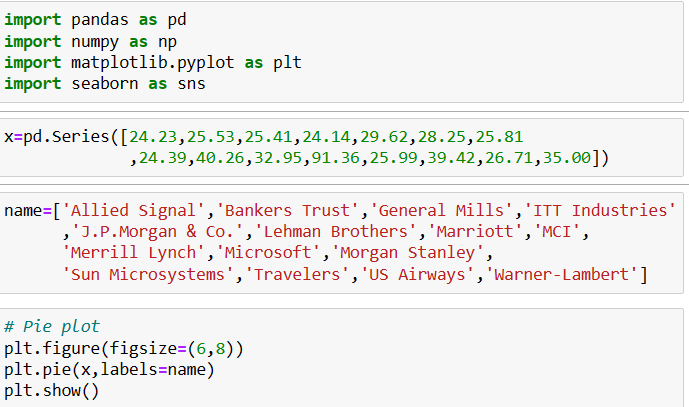 import pandas as pd
import numpy as np
import matplotlib.pyplot as plt
import seaborn as sns
x=pd.Series([24.23,25.53,25.41,24.14,29.62,28.25,25.81
,24.39,40.26,32.95,91.36,25.99,39.42,26.71,35.00])
name=['Allied Signal','Bankers Trust','General Mills','ITT Industries'
,'J.P.Morgan & Co.','Lehman Brothers','Marriott','MCI',
'Merrill Lynch','Microsoft','Morgan Stanley',
'Sun Microsystems','Travelers','US Airways','Warner-Lambert']
# Pie plot
plt.figure(figsize=(6,8))
plt.pie(x,labels=name)
plt.show()